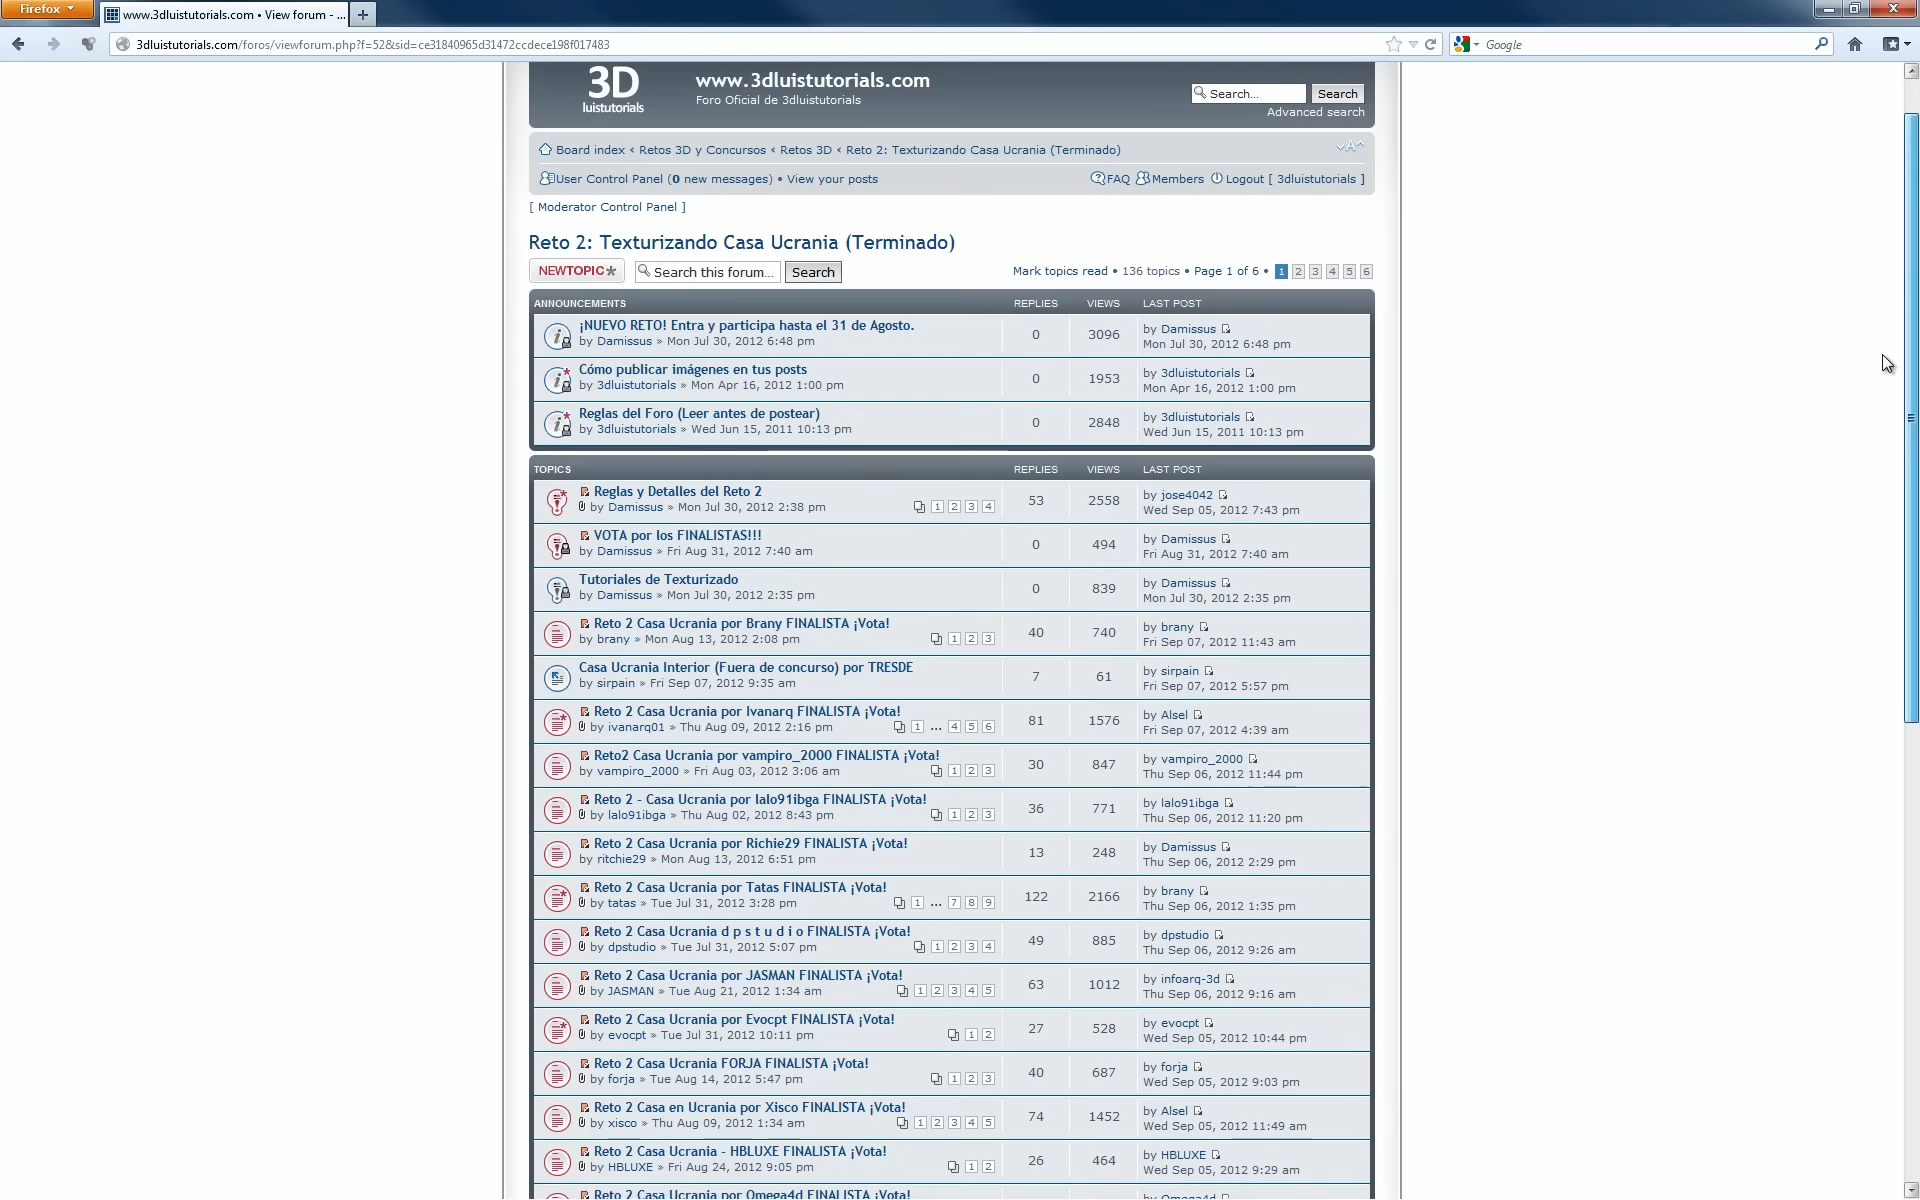 Firefox
www.3dluistutorials.com • View forum - ...
3dluistutorials.com/foros/viewforum.php?f=52&sid=ce31840965d31472ccdece198f017483
Google
3D
luistutorials
www.3dluistutorials.com
Foro Oficial de 3dluistutorials
Search...
Search
Advanced search
Board index ‹ Retos 3D y Concursos ‹ Retos 3D ‹ Reto 2: Texturizando Casa Ucrania (Terminado)
User Control Panel (0 new messages) • View your posts
FAQ Members Logout [ 3dluistutorials ]
[ Moderator Control Panel ]
Reto 2: Texturizando Casa Ucrania (Terminado)
NEWTOPIC*
Search this forum...
Search
Mark topics read • 136 topics • Page 1 of 6 • 1 2 3 4 5 6
ANNOUNCEMENTS REPLIES VIEWS LAST POST
¡NUEVO RETO! Entra y participa hasta el 31 de Agosto.
by Damissus » Mon Jul 30, 2012 6:48 pm
0 3096
by Damissus
Mon Jul 30, 2012 6:48 pm
Cómo publicar imágenes en tus posts
by 3dluistutorials » Mon Apr 16, 2012 1:00 pm
0 1953
by 3dluistutorials
Mon Apr 16, 2012 1:00 pm
Reglas del Foro (Leer antes de postear)
by 3dluistutorials » Wed Jun 15, 2011 10:13 pm
0 2848
by 3dluistutorials
Wed Jun 15, 2011 10:13 pm
TOPICS REPLIES VIEWS LAST POST
Reglas y Detalles del Reto 2
by Damissus » Mon Jul 30, 2012 2:38 pm
1 2 3 4
53 2558
by jose4042
Wed Sep 05, 2012 7:43 pm
VOTA por los FINALISTAS!!!
by Damissus » Fri Aug 31, 2012 7:40 am
0 494
by Damissus
Fri Aug 31, 2012 7:40 am
Tutoriales de Texturizado
by Damissus » Mon Jul 30, 2012 2:35 pm
0 839
by Damissus
Mon Jul 30, 2012 2:35 pm
Reto 2 Casa Ucrania por Brany FINALISTA ¡Vota!
by brany » Mon Aug 13, 2012 2:08 pm
1 2 3
40 740
by brany
Fri Sep 07, 2012 11:43 am
Casa Ucrania Interior (Fuera de concurso) por TRESDE
by sirpain » Fri Sep 07, 2012 9:35 am
7 61
by sirpain
Fri Sep 07, 2012 5:57 pm
Reto 2 Casa Ucrania por Ivanarq FINALISTA ¡Vota!
by ivanarq01 » Thu Aug 09, 2012 2:16 pm
1 ... 4 5 6
81 1576
by Alsel
Fri Sep 07, 2012 4:39 am
Reto2 Casa Ucrania por vampiro_2000 FINALISTA ¡Vota!
by vampiro_2000 » Fri Aug 03, 2012 3:06 am
1 2 3
30 847
by vampiro_2000
Thu Sep 06, 2012 11:44 pm
Reto 2 - Casa Ucrania por lalo91ibga FINALISTA ¡Vota!
by lalo91ibga » Thu Aug 02, 2012 8:43 pm
1 2 3
36 771
by lalo91ibga
Thu Sep 06, 2012 11:20 pm
Reto 2 Casa Ucrania por Richie29 FINALISTA ¡Vota!
by ritchie29 » Mon Aug 13, 2012 6:51 pm
13 248
by Damissus
Thu Sep 06, 2012 2:29 pm
Reto 2 Casa Ucrania por Tatas FINALISTA ¡Vota!
by tatas » Tue Jul 31, 2012 3:28 pm
1 ... 7 8 9
122 2166
by brany
Thu Sep 06, 2012 1:35 pm
Reto 2 Casa Ucrania d p s t u d i o FINALISTA ¡Vota!
by dpstudio » Tue Jul 31, 2012 5:07 pm
1 2 3 4
49 885
by dpstudio
Thu Sep 06, 2012 9:26 am
Reto 2 Casa Ucrania por JASMAN FINALISTA ¡Vota!
by JASMAN » Tue Aug 21, 2012 1:34 am
1 2 3 4 5
63 1012
by infoarq-3d
Thu Sep 06, 2012 9:16 am
Reto 2 Casa Ucrania por Evocpt FINALISTA ¡Vota!
by evocpt » Tue Jul 31, 2012 10:11 pm
1 2
27 528
by evocpt
Wed Sep 05, 2012 10:44 pm
Reto 2 Casa Ucrania FORJA FINALISTA ¡Vota!
by forja » Tue Aug 14, 2012 5:47 pm
1 2 3
40 687
by forja
Wed Sep 05, 2012 9:03 pm
Reto 2 Casa en Ucrania por Xisco FINALISTA ¡Vota!
by xisco » Thu Aug 09, 2012 1:34 am
1 2 3 4 5
74 1452
by Alsel
Wed Sep 05, 2012 11:49 am
Reto 2 Casa Ucrania - HBLUXE FINALISTA ¡Vota!
by HBLUXE » Fri Aug 24, 2012 9:05 pm
1 2
26 464
by HBLUXE
Wed Sep 05, 2012 9:29 am
Reto 2 Casa Ucrania por Omega4d FINALISTA ¡Vota!
by Omega4d